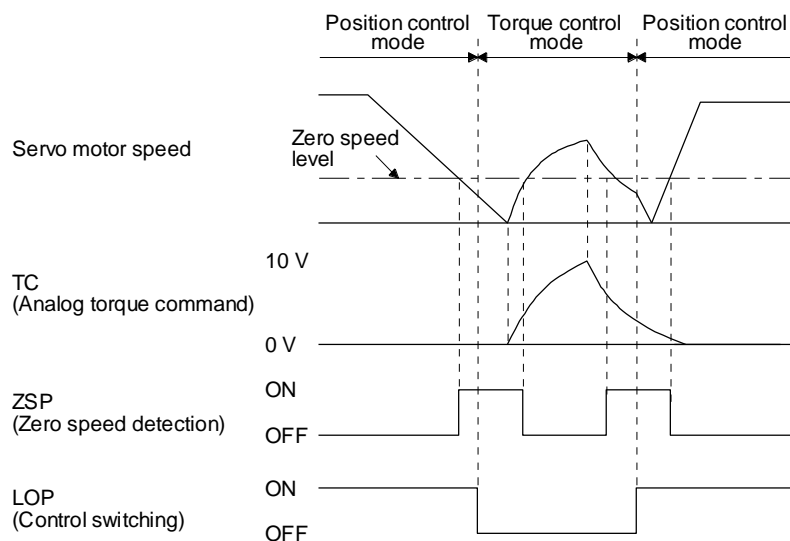 Position control mode
Torque control mode
Position control mode
Servo motor speed
Zero speed level
TC
(Analog torque command)
10 V
0 V
ZSP
(Zero speed detection)
ON
OFF
LOP
(Control switching)
ON
OFF